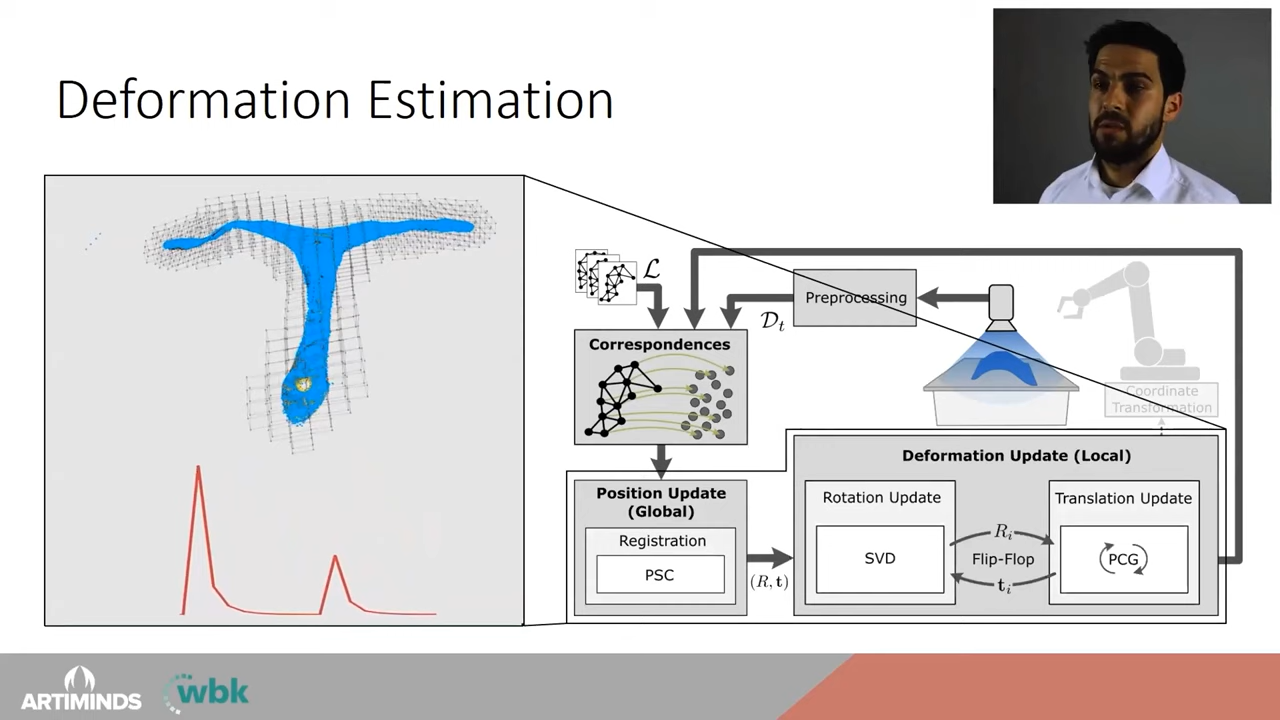 Deformation Estimation
ℒ
Preprocessing
𝒟t
Correspondences
Coordinate
Transformation
Deformation Update (Local)
Position Update
(Global)
Registration
PSC
(R, t)
Rotation Update
SVD
Ri
Flip-Flop
ti
Translation Update
PCG
ARTIMINDS
wbk